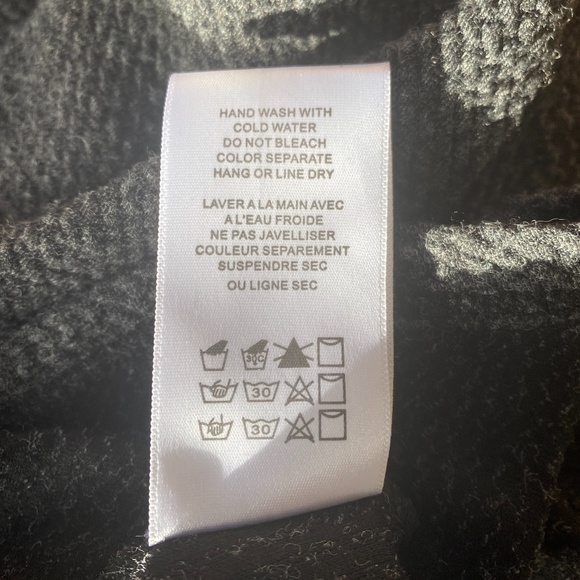 HAND WASH WITH
COLD WATER
DO NOT BLEACH
COLOR SEPARATE
HANG OR LINE DRY
LAVER A LA MAIN AVEC
A L'EAU FROIDE
NE PAS JAVELLISER
COULEUR SEPAREMENT
SUSPENDRE SEC
OU LIGNE SEC
30C
30
30